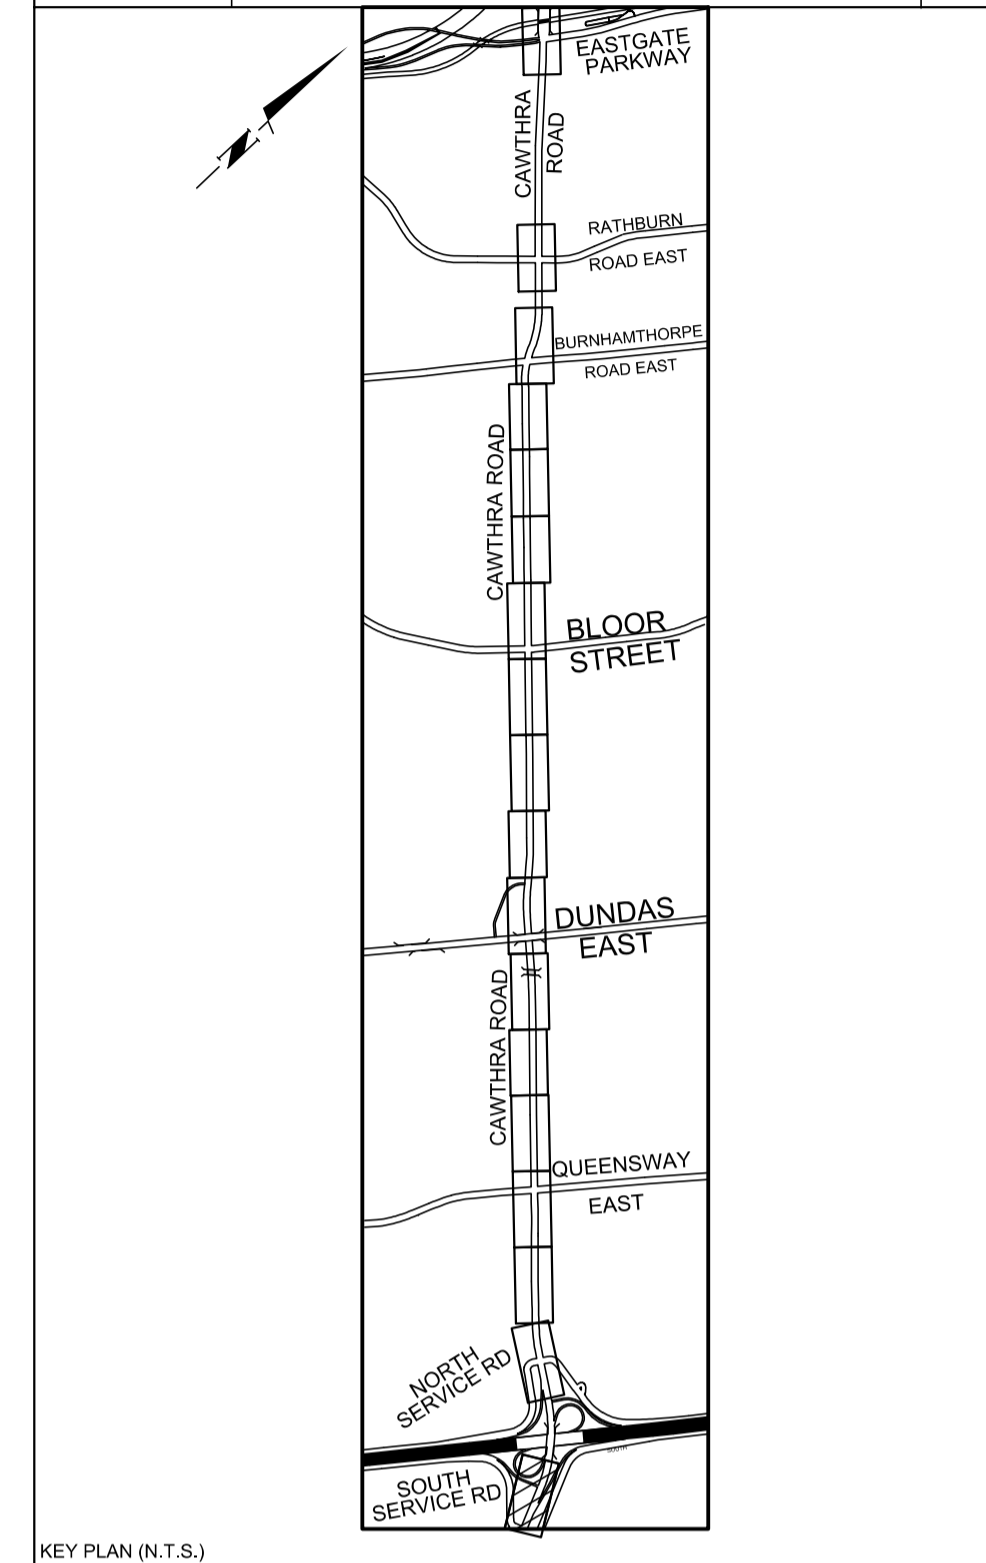 EASTGATE
PARKWAY
CAWTHRA
ROAD
N
RATHBURN
ROAD EAST
BURNHAMTHORPE
ROAD EAST
CAWTHRA ROAD
BLOOR
STREET
DUNDAS
EAST
CAWTHRA ROAD
QUEENSWAY
EAST
NORTH
SERVICE RD
SOUTH
SOUTH
SERVICE RD
KEY PLAN (N.T.S.)